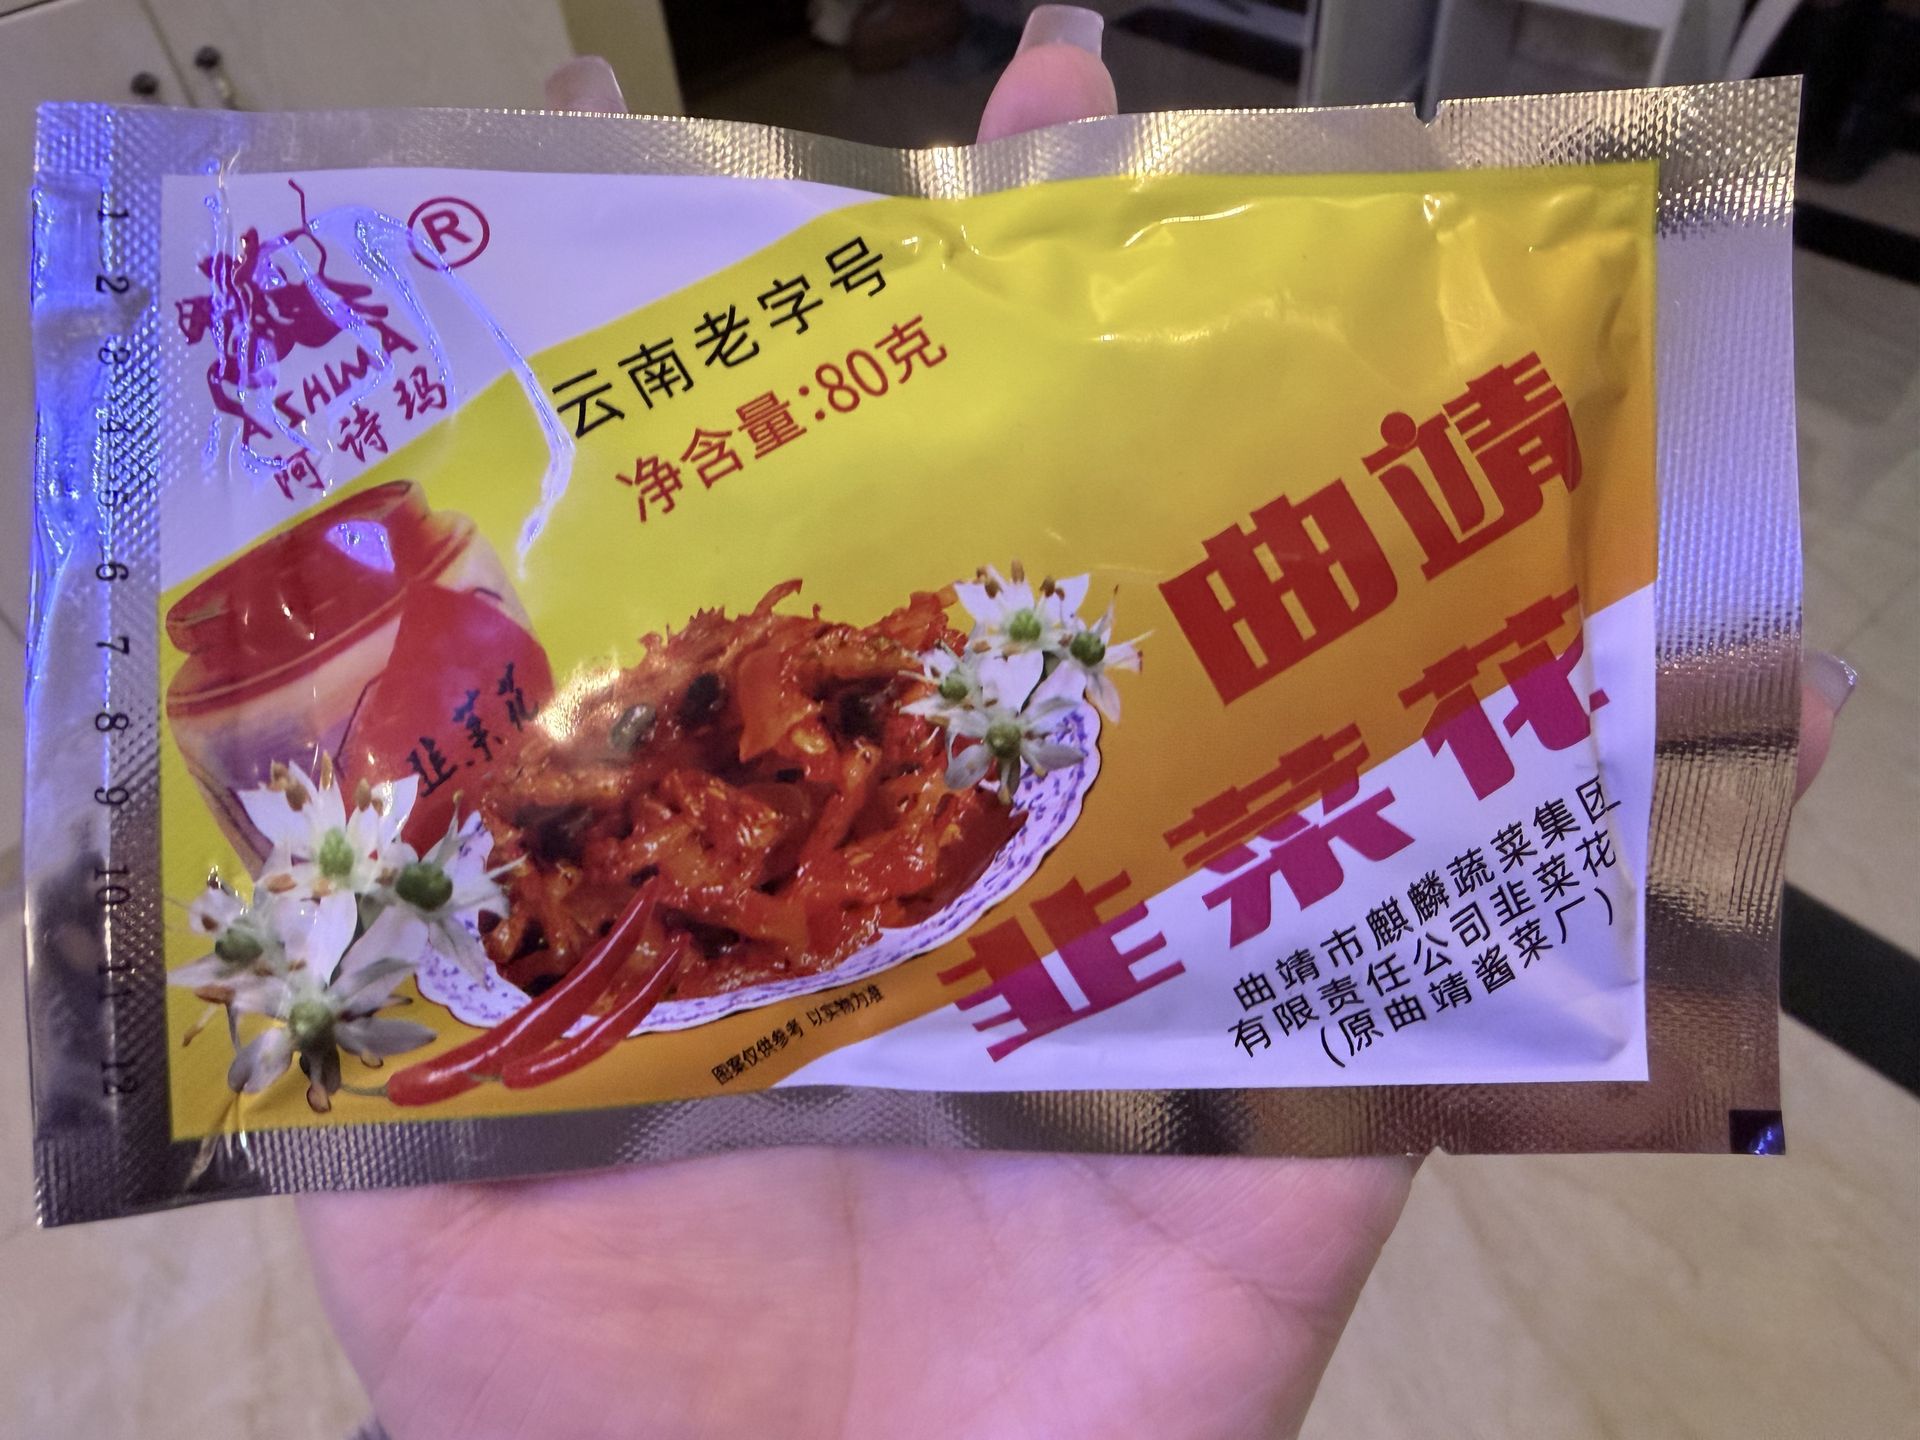 ASHIMA
阿诗玛
®
云南老字号
净含量:80克
曲靖
韭菜花
韭菜花
曲靖市麒麟蔬菜集团
有限责任公司韭菜花
(原曲靖酱菜厂)
图案仅供参考 以实物为准
1 2 3 4 5 6 7 8 9 10 11 12